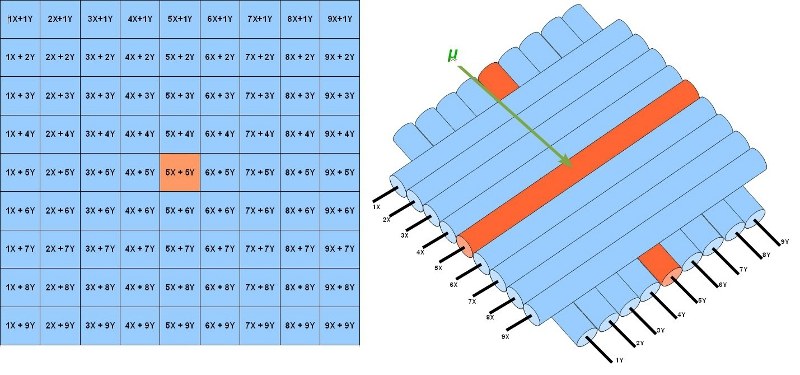 1X+1Y 2X+1Y 3X+1Y 4X+1Y 5X+1Y 6X+1Y 7X+1Y 8X+1Y 9X+1Y
1X + 2Y 2X + 2Y 3X + 2Y 4X + 2Y 5X + 2Y 6X + 2Y 7X + 2Y 8X + 2Y 9X + 2Y
1X + 3Y 2X + 3Y 3X + 3Y 4X + 3Y 5X + 3Y 6X + 3Y 7X + 3Y 8X + 3Y 9X + 3Y
1X + 4Y 2X + 4Y 3X + 4Y 4X + 4Y 5X + 4Y 6X + 4Y 7X + 4Y 8X + 4Y 9X + 4Y
1X + 5Y 2X + 5Y 3X + 5Y 4X + 5Y 5X + 5Y 6X + 5Y 7X + 5Y 8X + 5Y 9X + 5Y
1X + 6Y 2X + 6Y 3X + 6Y 4X + 6Y 5X + 6Y 6X + 6Y 7X + 6Y 8X + 6Y 9X + 6Y
1X + 7Y 2X + 7Y 3X + 7Y 4X + 7Y 5X + 7Y 6X + 7Y 7X + 7Y 8X + 7Y 9X + 7Y
1X + 8Y 2X + 8Y 3X + 8Y 4X + 8Y 5X + 8Y 6X + 8Y 7X + 8Y 8X + 8Y 9X + 8Y
1X + 9Y 2X + 9Y 3X + 9Y 4X + 9Y 5X + 9Y 6X + 9Y 7X + 9Y 8X + 9Y 9X + 9Y
μ
1X
2X
3X
4X
5X
6X
7X
8X
9X
1Y
2Y
3Y
4Y
5Y
6Y
7Y
8Y
9Y